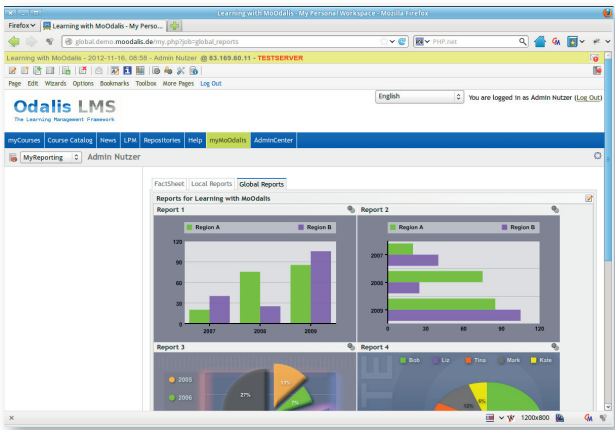 Learning with MoOdalis - My Personal Workspace - Mozilla Firefox
Firefox
Learning with MoOdalis - My Perso...
global.demo.moodalis.de/my.php?job=global_reports
PHP.net
Learning with MoOdalis - 2012-11-16, 08:58 - Admin Nutzer @ 83.169.60.11 - TESTSERVER
Page Edit Wizards Options Bookmarks Toolbox More Pages Log Out
Odalis LMS
The Learning Management Framework
English
You are logged in as Admin Nutzer (Log Out)
myCourses Course Catalog News LPM Repositories Help myMoOdalis AdminCenter
MyReporting Admin Nutzer
FactSheet Local Reports Global Reports
Reports for Learning with MoOdalis
Report 1
Region A Region B
120
90
60
30
0
2007 2008 2009
Report 2
Region A Region B
2007
2008
2009
0 30 60 90 120
Report 3
2005
2006
27%
7%
Report 4
Bob Liz Tina Mark Kate
10% 6%
1200x800